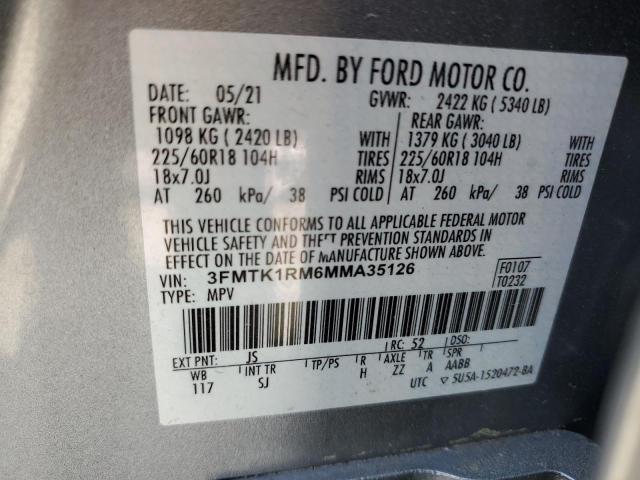 MFD. BY FORD MOTOR CO.
DATE: 05/21 GVWR: 2422 KG ( 5340 LB)
FRONT GAWR: REAR GAWR:
1098 KG ( 2420 LB) WITH 1379 KG ( 3040 LB) WITH
225/60R18 104H TIRES 225/60R18 104H TIRES
18x7.0J RIMS 18x7.0J RIMS
AT 260 kPa/ 38 PSI COLD AT 260 kPa/ 38 PSI COLD
THIS VEHICLE CONFORMS TO ALL APPLICABLE FEDERAL MOTOR
VEHICLE SAFETY AND THEFT PREVENTION STANDARDS IN
EFFECT ON THE DATE OF MANUFACTURE SHOWN ABOVE.
VIN: 3FMTK1RM6MMA35126 F0107
TYPE: MPV T0232
EXT PNT: JS RC: 52 DSO:
WB INT TR TP/PS R AXLE TR SPR
117 SJ H ZZ A AABB
UTC ▽ 5U5A-1520472-BA